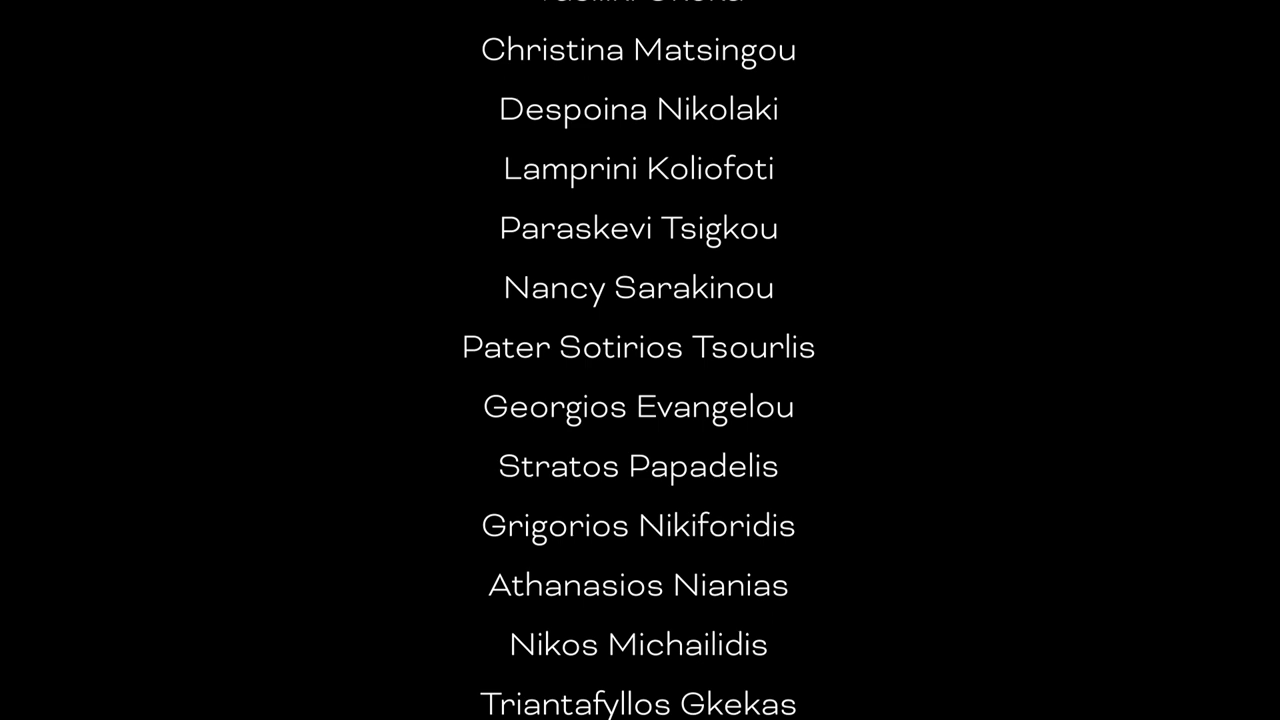 Christina Matsingou
Despoina Nikolaki
Lamprini Koliofoti
Paraskevi Tsigkou
Nancy Sarakinou
Pater Sotirios Tsourlis
Georgios Evangelou
Stratos Papadelis
Grigorios Nikiforidis
Athanasios Nianias
Nikos Michailidis
Triantafyllos Gkekas